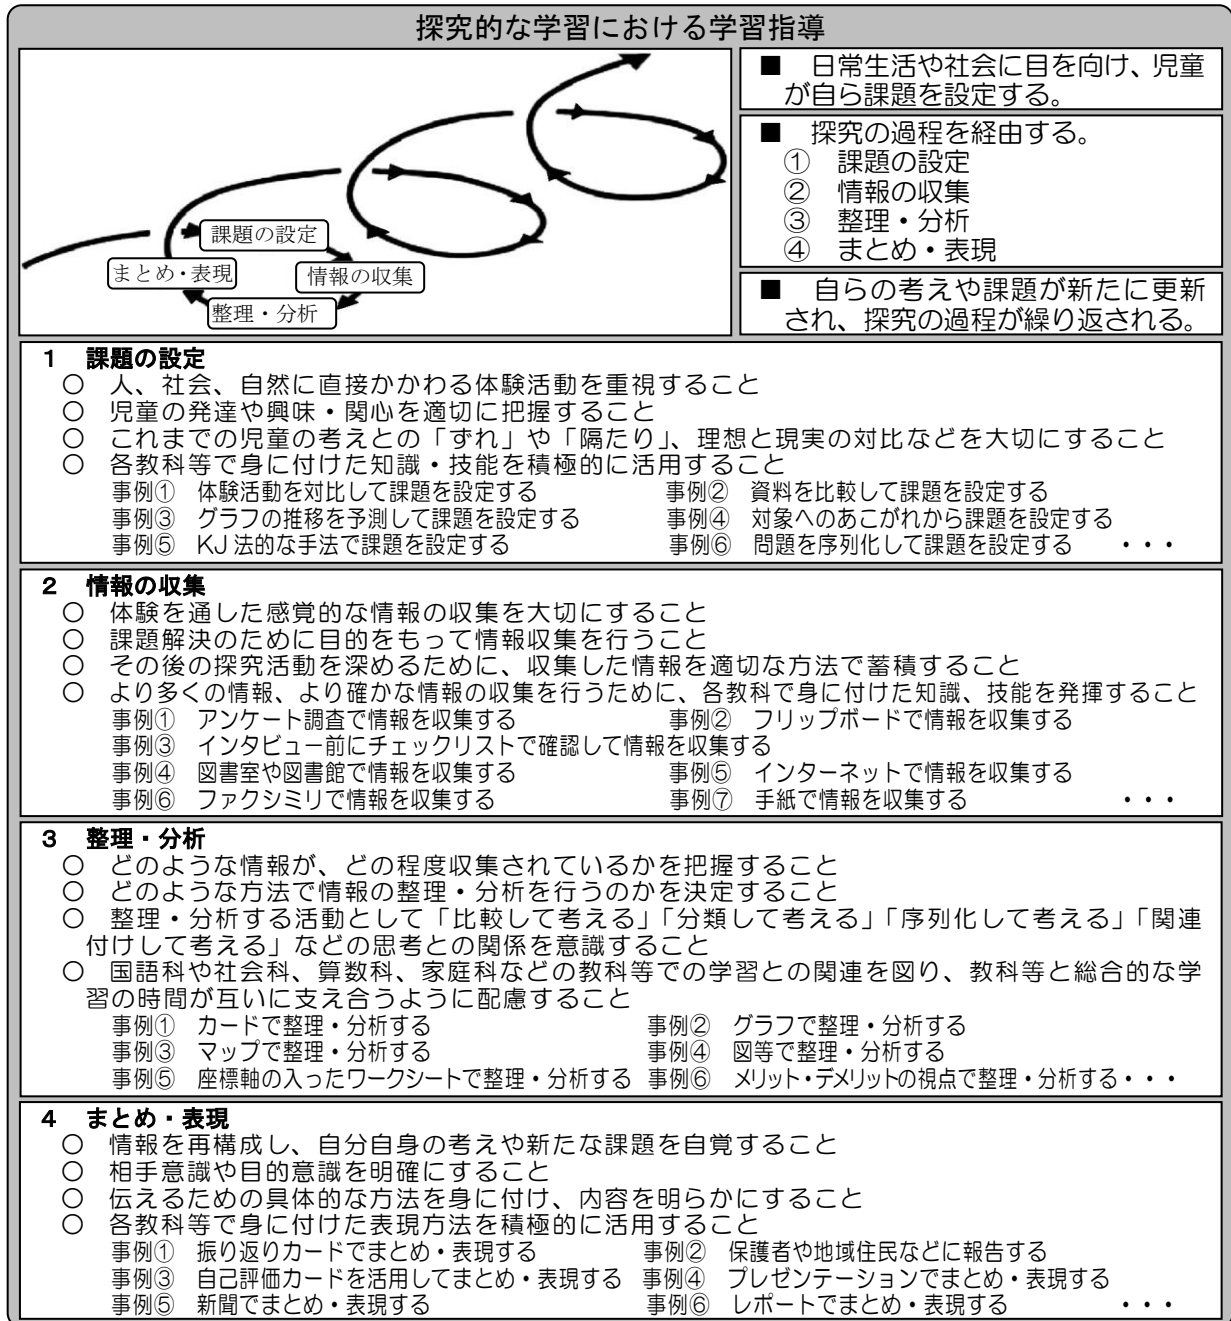 探究的な学習における学習指導
課題の設定
情報の収集
整理・分析
まとめ・表現
■　日常生活や社会に目を向け、児童
が自ら課題を設定する。
■　探究の過程を経由する。
①　課題の設定
②　情報の収集
③　整理・分析
④　まとめ・表現
■　自らの考えや課題が新たに更新
され、探究の過程が繰り返される。
１　課題の設定
○　人、社会、自然に直接かかわる体験活動を重視すること
○　児童の発達や興味・関心を適切に把握すること
○　これまでの児童の考えとの「ずれ」や「隔たり」、理想と現実の対比などを大切にすること
○　各教科等で身に付けた知識・技能を積極的に活用すること
事例①　体験活動を対比して課題を設定する　事例②　資料を比較して課題を設定する
事例③　グラフの推移を予測して課題を設定する　事例④　対象へのあこがれから課題を設定する
事例⑤　KJ法的な手法で課題を設定する　事例⑥　問題を序列化して課題を設定する　・・・
２　情報の収集
○　体験を通した感覚的な情報の収集を大切にすること
○　課題解決のために目的をもって情報収集を行うこと
○　その後の探究活動を深めるために、収集した情報を適切な方法で蓄積すること
○　より多くの情報、より確かな情報の収集を行うために、各教科で身に付けた知識、技能を発揮すること
事例①　アンケート調査で情報を収集する　事例②　フリップボードで情報を収集する
事例③　インタビュー前にチェックリストで確認して情報を収集する
事例④　図書室や図書館で情報を収集する　事例⑤　インターネットで情報を収集する
事例⑥　ファクシミリで情報を収集する　事例⑦　手紙で情報を収集する　・・・
３　整理・分析
○　どのような情報が、どの程度収集されているかを把握すること
○　どのような方法で情報の整理・分析を行うのかを決定すること
○　整理・分析する活動として「比較して考える」「分類して考える」「序列化して考える」「関連
付けして考える」などの思考との関係を意識すること
○　国語科や社会科、算数科、家庭科などの教科等での学習との関連を図り、教科等と総合的な学
習の時間が互いに支え合うように配慮すること
事例①　カードで整理・分析する　事例②　グラフで整理・分析する
事例③　マップで整理・分析する　事例④　図等で整理・分析する
事例⑤　座標軸の入ったワークシートで整理・分析する　事例⑥　メリット・デメリットの視点で整理・分析する・・・
４　まとめ・表現
○　情報を再構成し、自分自身の考えや新たな課題を自覚すること
○　相手意識や目的意識を明確にすること
○　伝えるための具体的な方法を身に付け、内容を明らかにすること
○　各教科等で身に付けた表現方法を積極的に活用すること
事例①　振り返りカードでまとめ・表現する　事例②　保護者や地域住民などに報告する
事例③　自己評価カードを活用してまとめ・表現する　事例④　プレゼンテーションでまとめ・表現する
事例⑤　新聞でまとめ・表現する　事例⑥　レポートでまとめ・表現する　・・・